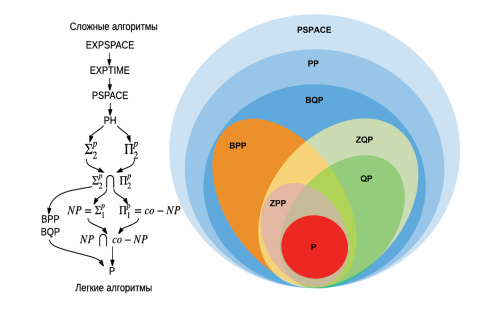 Сложные алгоритмы
EXPSPACE
EXPTIME
PSPACE
PH
Σ₂ᵖ Π₂ᵖ
Σ₂ᵖ ⋂ Π₂ᵖ
NP = Σ₁ᵖ Π₁ᵖ = co − NP
BPP
BQP
NP ⋂ co − NP
P
Легкие алгоритмы
PSPACE
PP
BQP
BPP
ZQP
QP
ZPP
P